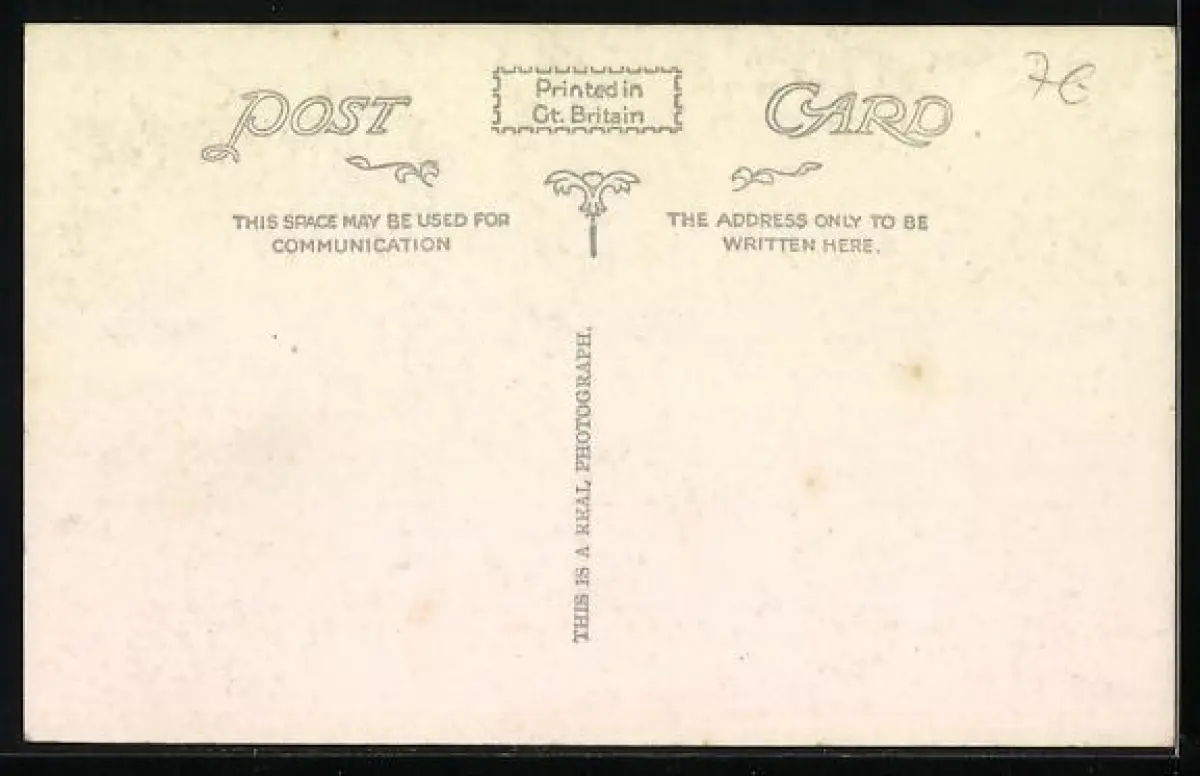 POST
Printed in
Gt. Britain
CARD
7€
THIS SPACE MAY BE USED FOR
COMMUNICATION
THE ADDRESS ONLY TO BE
WRITTEN HERE.
THIS IS A REAL PHOTOGRAPH.